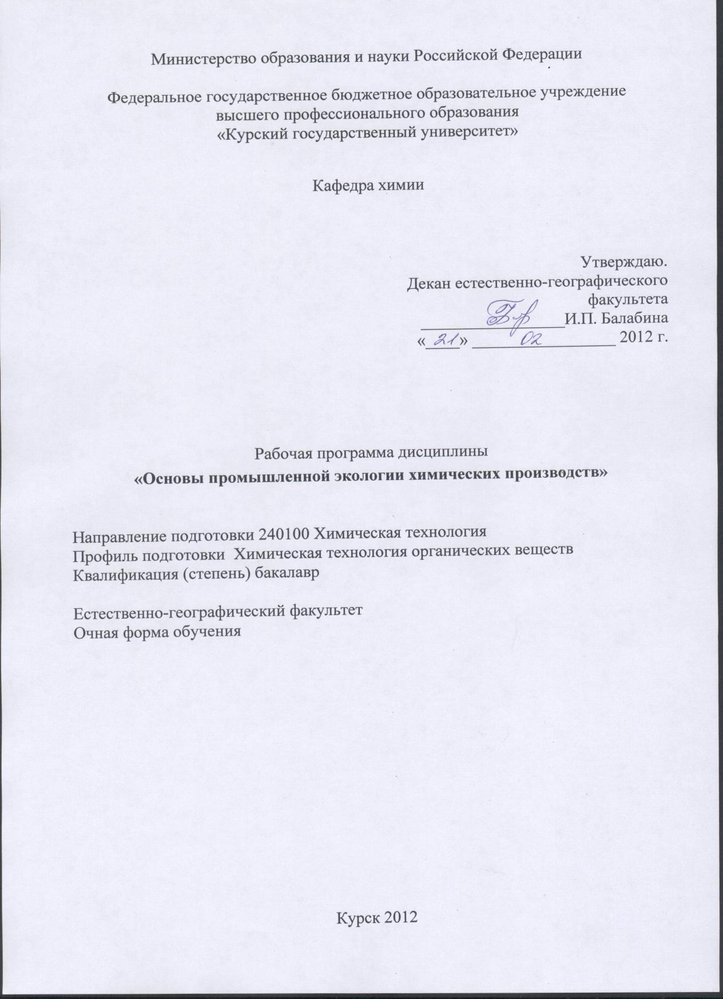 Министерство образования и науки Российской Федерации
Федеральное государственное бюджетное образовательное учреждение
высшего профессионального образования
«Курский государственный университет»
Кафедра химии
Утверждаю.
Декан естественно-географического
факультета
И.П. Балабина
«21» 02 2012 г.
Рабочая программа дисциплины
«Основы промышленной экологии химических производств»
Направление подготовки 240100 Химическая технология
Профиль подготовки Химическая технология органических веществ
Квалификация (степень) бакалавр
Естественно-географический факультет
Очная форма обучения
Курск 2012